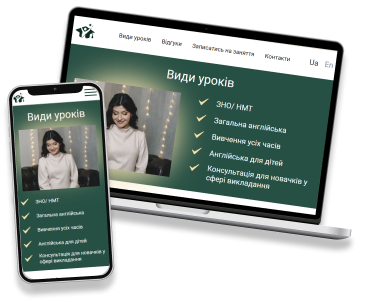 Види уроків
Відгуки
Записатись на заняття
Контакти
Ua
En
Види уроків
ЗНО/ НМТ
Загальна англійська
Вивчення усіх часів
Англійська для дітей
Консультація для новачків у
сфері викладання
Види уроків
ЗНО/ НМТ
Загальна англійська
Вивчення усіх часів
Англійська для дітей
Консультація для новачків у
сфері викладання